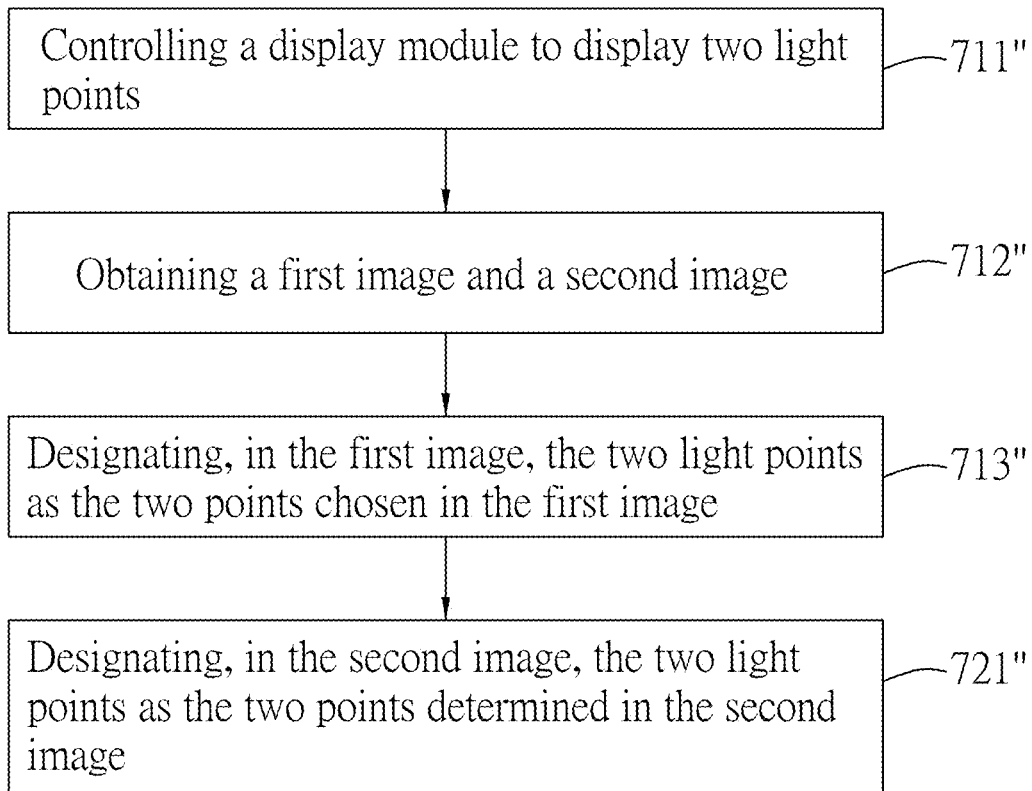 Controlling a display module to display two light
points
711"
Obtaining a first image and a second image
712"
Designating, in the first image, the two light points
as the two points chosen in the first image
713"
Designating, in the second image, the two light
points as the two points determined in the second
image
721"